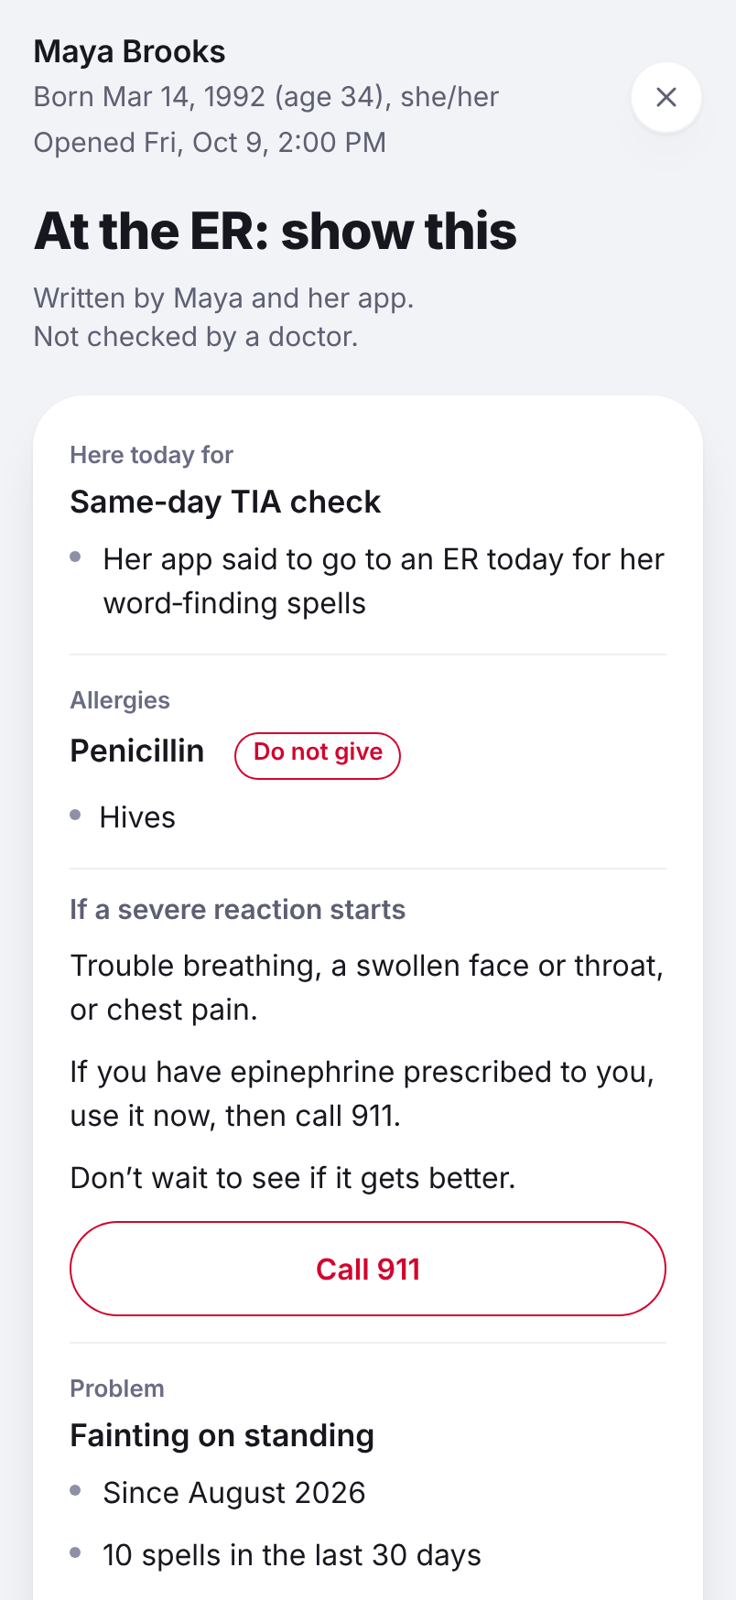 Maya Brooks
Born Mar 14, 1992 (age 34), she/her
Opened Fri, Oct 9, 2:00 PM
At the ER: show this
Written by Maya and her app.
Not checked by a doctor.
Here today for
Same-day TIA check
Her app said to go to an ER today for her
word-finding spells
Allergies
Penicillin
Do not give
Hives
If a severe reaction starts
Trouble breathing, a swollen face or throat,
or chest pain.
If you have epinephrine prescribed to you,
use it now, then call 911.
Don’t wait to see if it gets better.
Call 911
Problem
Fainting on standing
Since August 2026
10 spells in the last 30 days